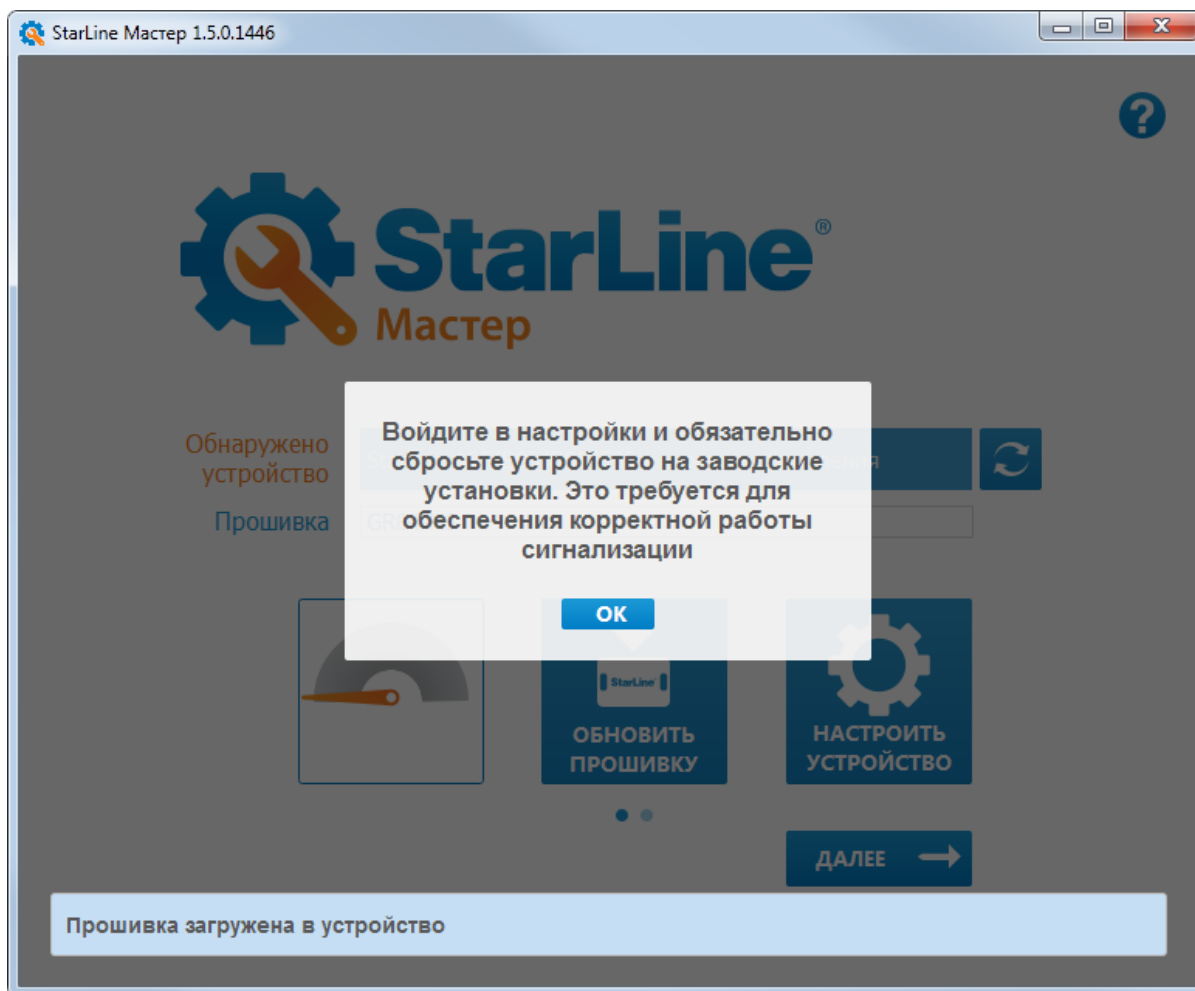 StarLine Мастер 1.5.0.1446
?
StarLine®
Мастер
Обнаружено
устройство
Прошивка
Войдите в настройки и обязательно
сбросьте устройство на заводские
установки. Это требуется для
обеспечения корректной работы
сигнализации
OK
StarLine
ОБНОВИТЬ
ПРОШИВКУ
НАСТРОИТЬ
УСТРОЙСТВО
ДАЛЕЕ
Прошивка загружена в устройство